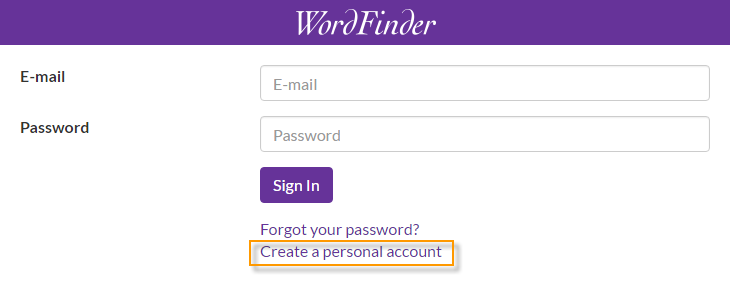 WordFinder
E-mail
E-mail
Password
Password
Sign In
Forgot your password?
Create a personal account